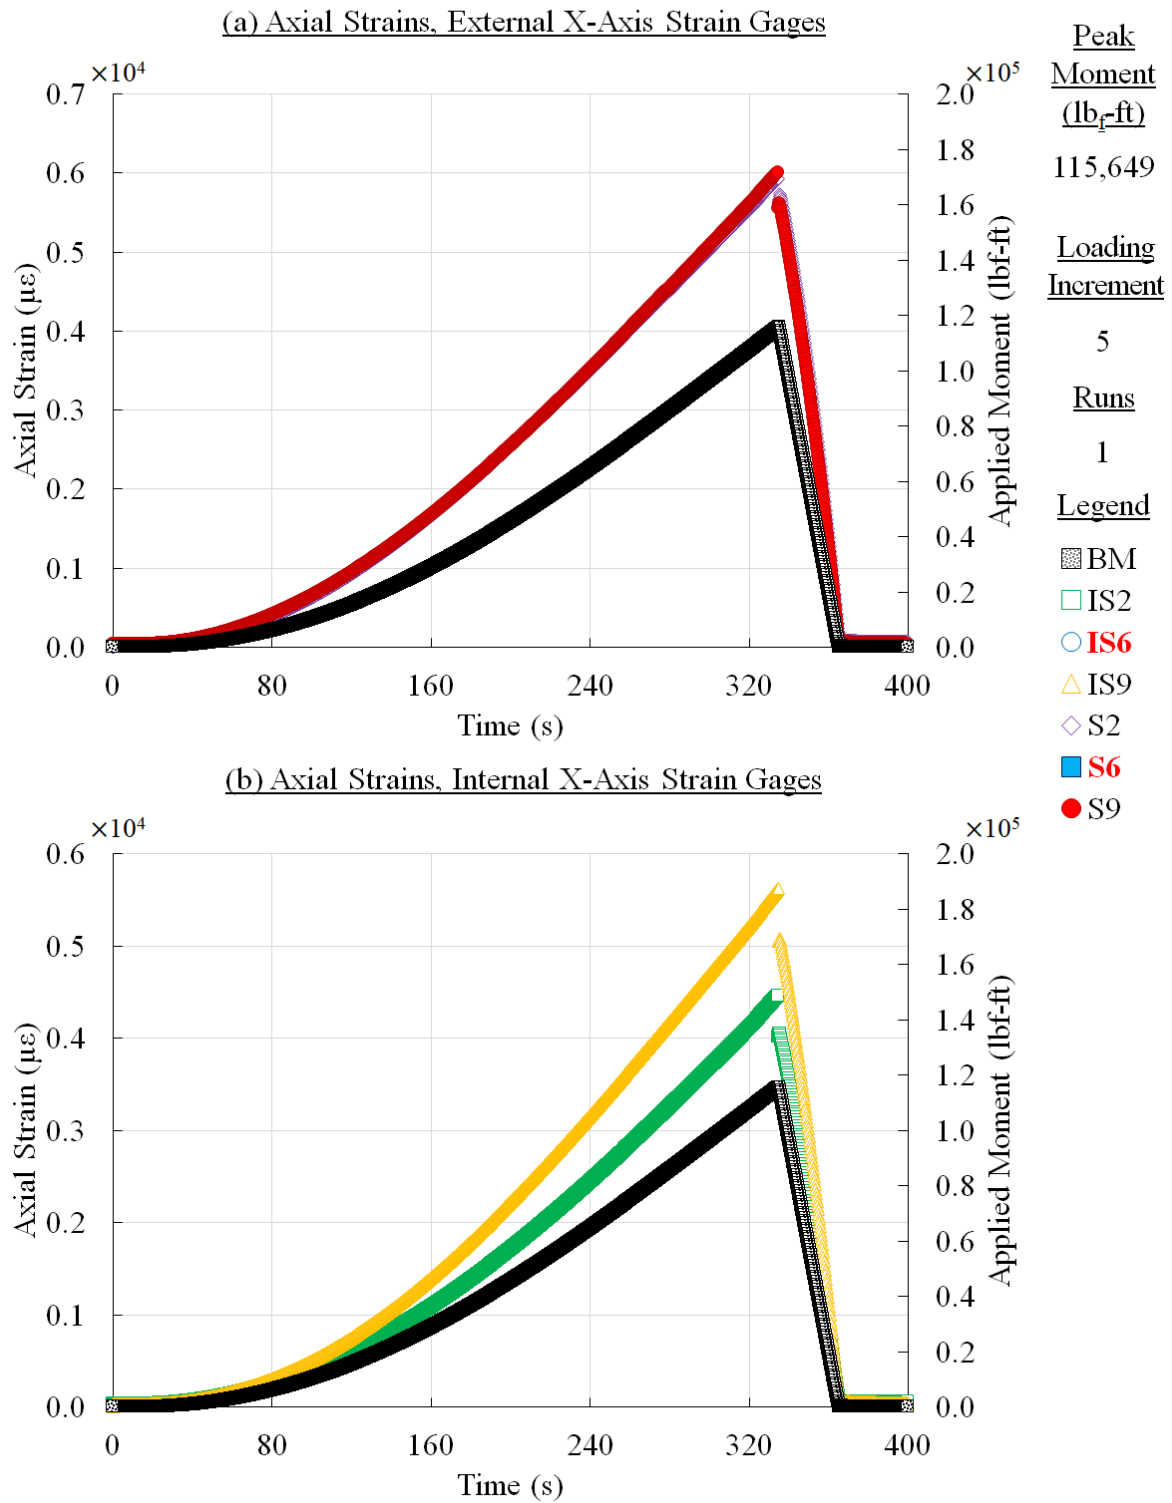 (a) Axial Strains, External X-Axis Strain Gages
×10⁴
×10⁵
0.7
0.6
0.5
0.4
0.3
0.2
0.1
0.0
Axial Strain (με)
2.0
1.8
1.6
1.4
1.2
1.0
0.8
0.6
0.4
0.2
0.0
Applied Moment (lbf-ft)
0 80 160 240 320 400
Time (s)
(b) Axial Strains, Internal X-Axis Strain Gages
×10⁴
×10⁵
0.6
0.5
0.4
0.3
0.2
0.1
0.0
Axial Strain (με)
2.0
1.8
1.6
1.4
1.2
1.0
0.8
0.6
0.4
0.2
0.0
Applied Moment (lbf-ft)
0 80 160 240 320 400
Time (s)
Peak
Moment
(lbf-ft)
115,649
Loading
Increment
5
Runs
1
Legend
BM
IS2
IS6
IS9
S2
S6
S9